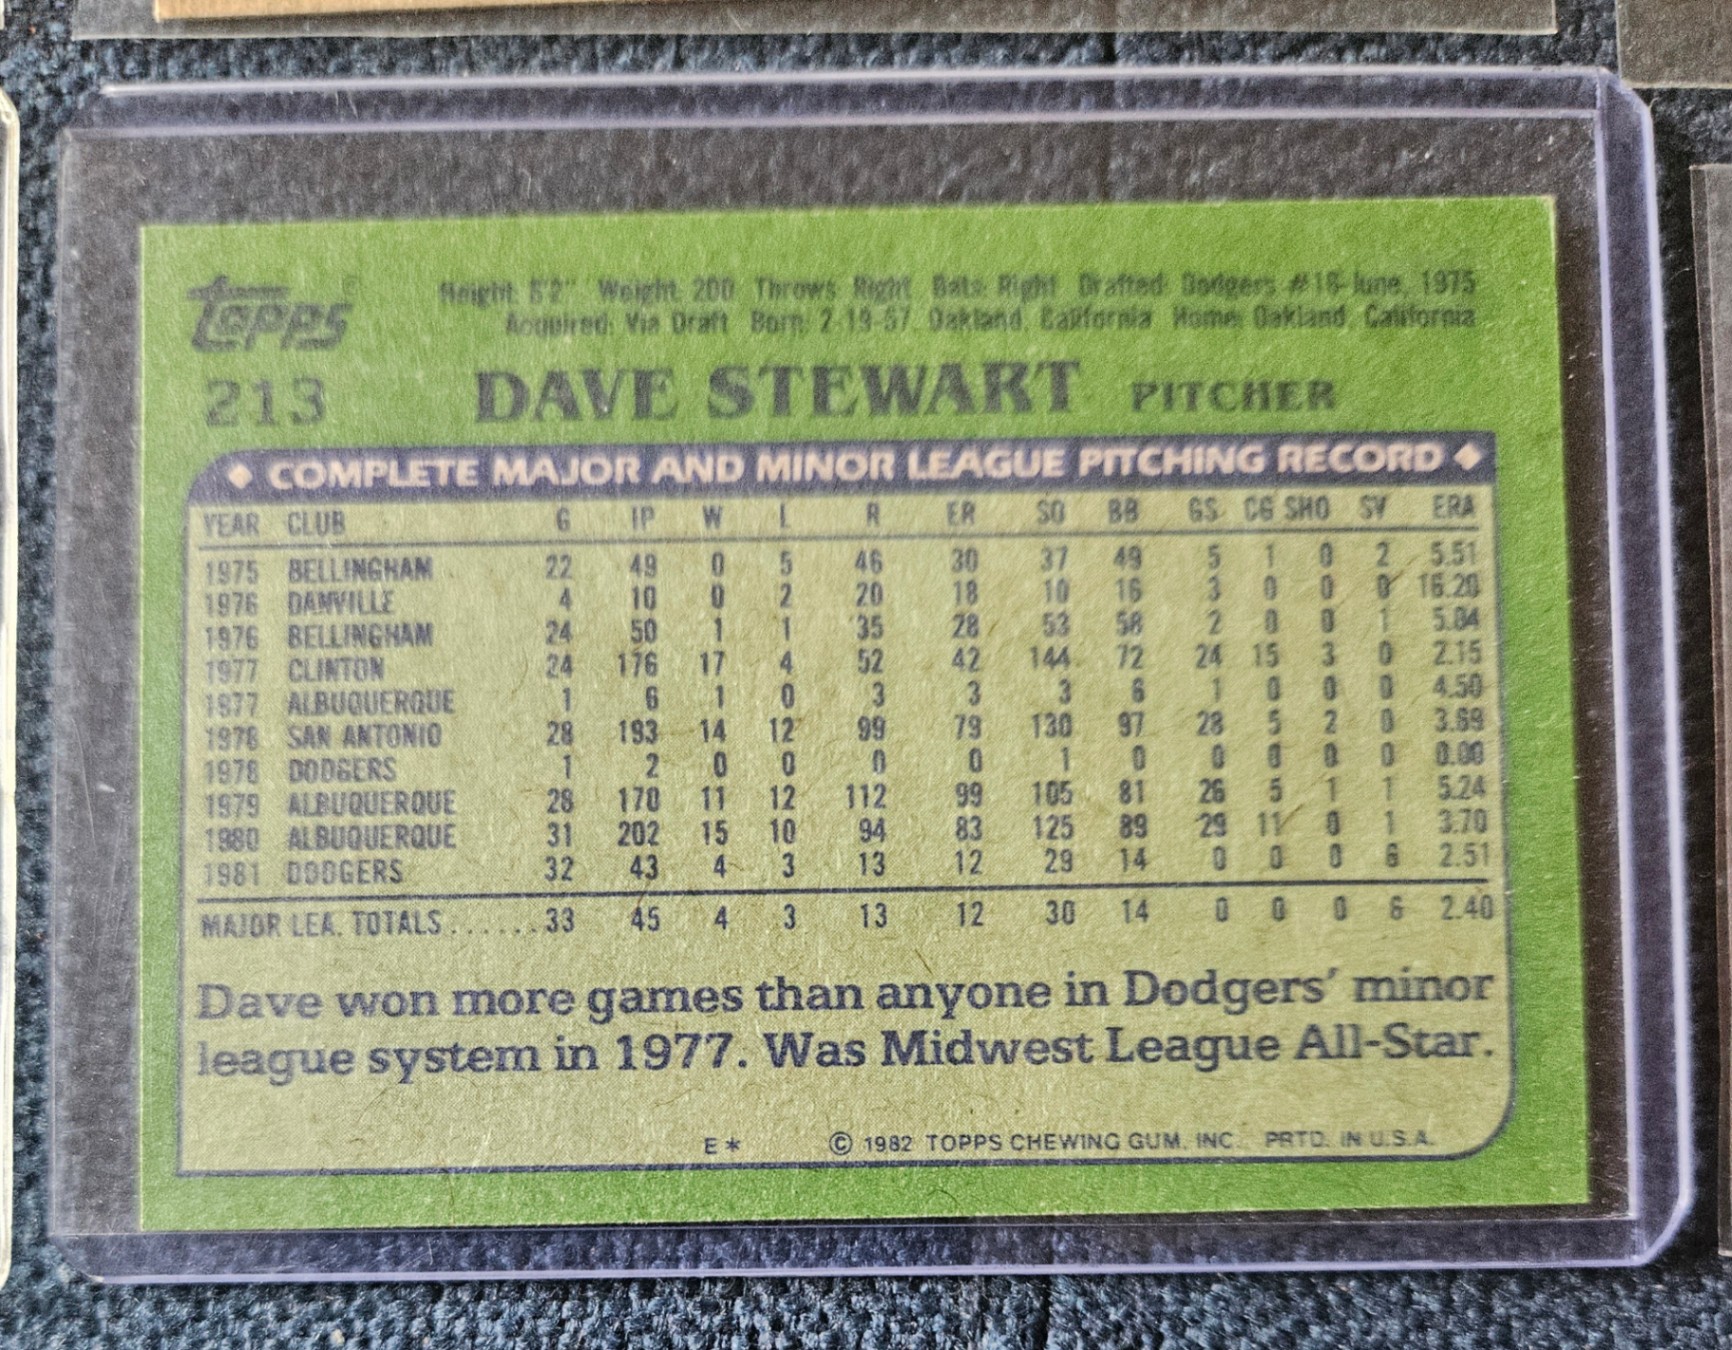 topps
Height: 6'2" Weight: 200 Throws: Right Bats: Right Drafted: Dodgers #16-June, 1975
Acquired: Via Draft Born: 2-19-57, Oakland, California Home: Oakland, California
213 DAVE STEWART PITCHER
◆ COMPLETE MAJOR AND MINOR LEAGUE PITCHING RECORD ◆
YEAR CLUB G IP W L R ER SO BB GS CG SHO SV ERA
1975 BELLINGHAM 22 49 0 5 46 30 37 49 5 1 0 2 5.51
1976 DANVILLE 4 10 0 2 20 18 10 16 3 0 0 0 16.20
1976 BELLINGHAM 24 50 1 1 35 28 53 58 2 0 0 1 5.04
1977 CLINTON 24 176 17 4 52 42 144 72 24 15 3 0 2.15
1977 ALBUQUERQUE 1 6 1 0 3 3 3 6 1 0 0 0 4.50
1978 SAN ANTONIO 28 193 14 12 99 79 130 97 28 5 2 0 3.69
1978 DODGERS 1 2 0 0 0 0 1 0 0 0 0 0 0.00
1979 ALBUQUERQUE 28 170 11 12 112 99 105 81 26 5 1 1 5.24
1980 ALBUQUERQUE 31 202 15 10 94 83 125 89 29 11 0 1 3.70
1981 DODGERS 32 43 4 3 13 12 29 14 0 0 0 6 2.51
MAJOR LEA. TOTALS......33 45 4 3 13 12 30 14 0 0 0 6 2.40
Dave won more games than anyone in Dodgers' minor
league system in 1977. Was Midwest League All-Star.
E* © 1982 TOPPS CHEWING GUM, INC. PRTD. IN U.S.A.